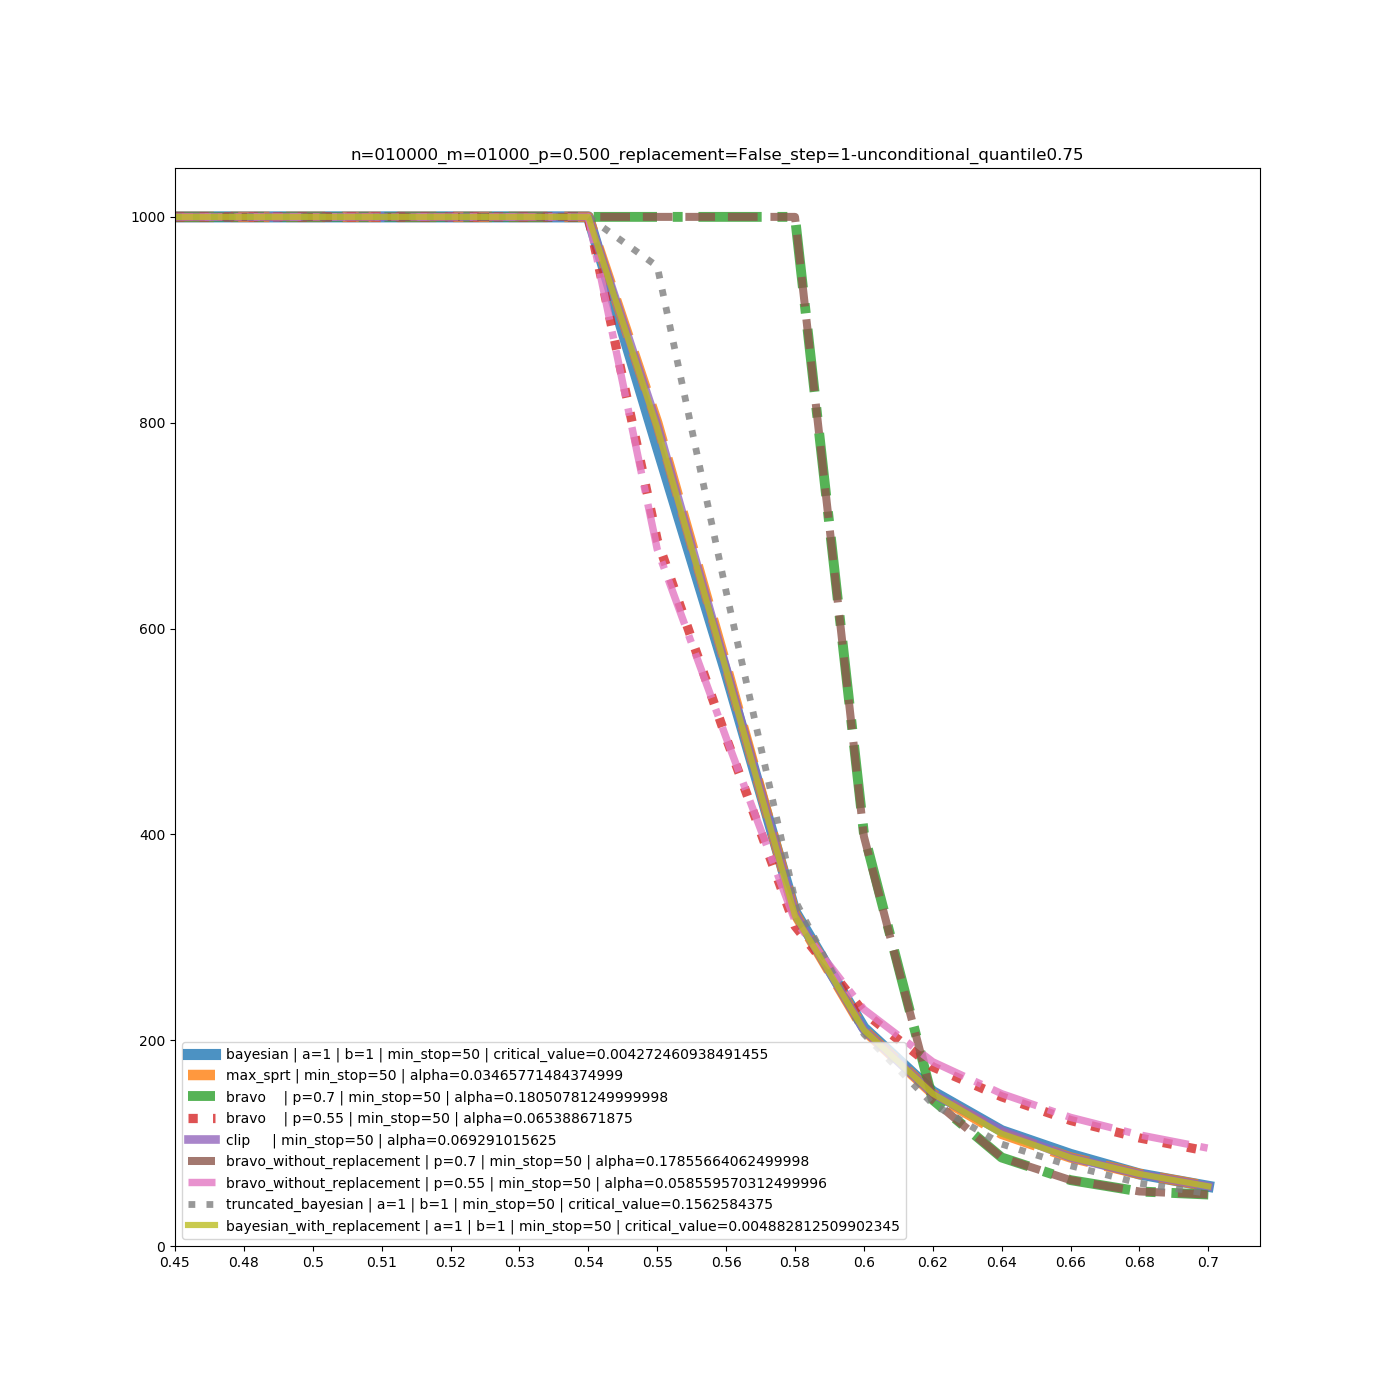 n=010000_m=01000_p=0.500_replacement=False_step=1-unconditional_quantile0.75
1000
800
600
400
200
0
bayesian | a=1 | b=1 | min_stop=50 | critical_value=0.004272460938491455
max_sprt | min_stop=50 | alpha=0.03465771484374999
bravo | p=0.7 | min_stop=50 | alpha=0.18050781249999998
bravo | p=0.55 | min_stop=50 | alpha=0.065388671875
clip | min_stop=50 | alpha=0.069291015625
bravo_without_replacement | p=0.7 | min_stop=50 | alpha=0.17855664062499998
bravo_without_replacement | p=0.55 | min_stop=50 | alpha=0.058559570312499996
truncated_bayesian | a=1 | b=1 | min_stop=50 | critical_value=0.1562584375
bayesian_with_replacement | a=1 | b=1 | min_stop=50 | critical_value=0.004882812509902345
0.45 0.48 0.5 0.51 0.52 0.53 0.54 0.55 0.56 0.58 0.6 0.62 0.64 0.66 0.68 0.7